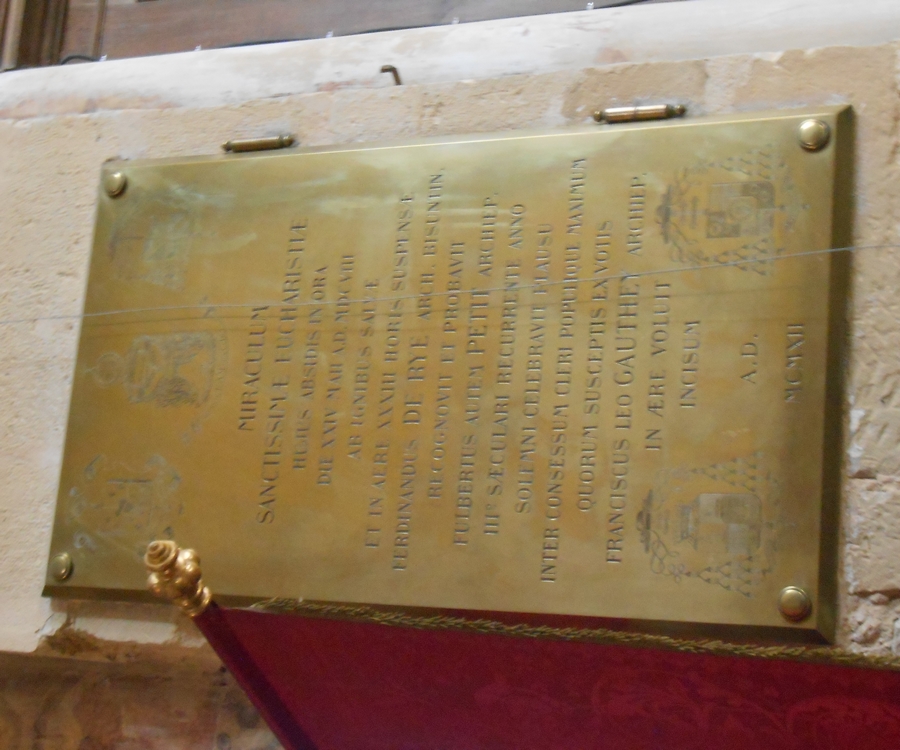 MIRACULUM
SANCTISSIMÆ EUCHARISTIÆ
HUJUS ABSIDIS IN ORA
DIE XXIV MAII AD MDCVIII
AB IGNIBUS SALVÆ
ET IN AERE XXXIII HORIS SUSPENSÆ
FERDINANDUS DE RYE ARCH. BISUNTIN.
RECOGNOVIT ET PROBAVIT
FULBERTUS AUTEM PETIT ARCHIEP.
IIIº SÆCULARI RECURRENTE ANNO
SOLEMNI CELEBRAVIT PLAUSU
INTER CONSESSUM CLERI POPULIQUE MAXIMUM
QUORUM SUSCEPTIS EX VOTIS
FRANCISCUS LEO GAUTHEY ARCHIEP.
IN ÆRE VOLUIT
INCISUM
A.D.
MCMXII